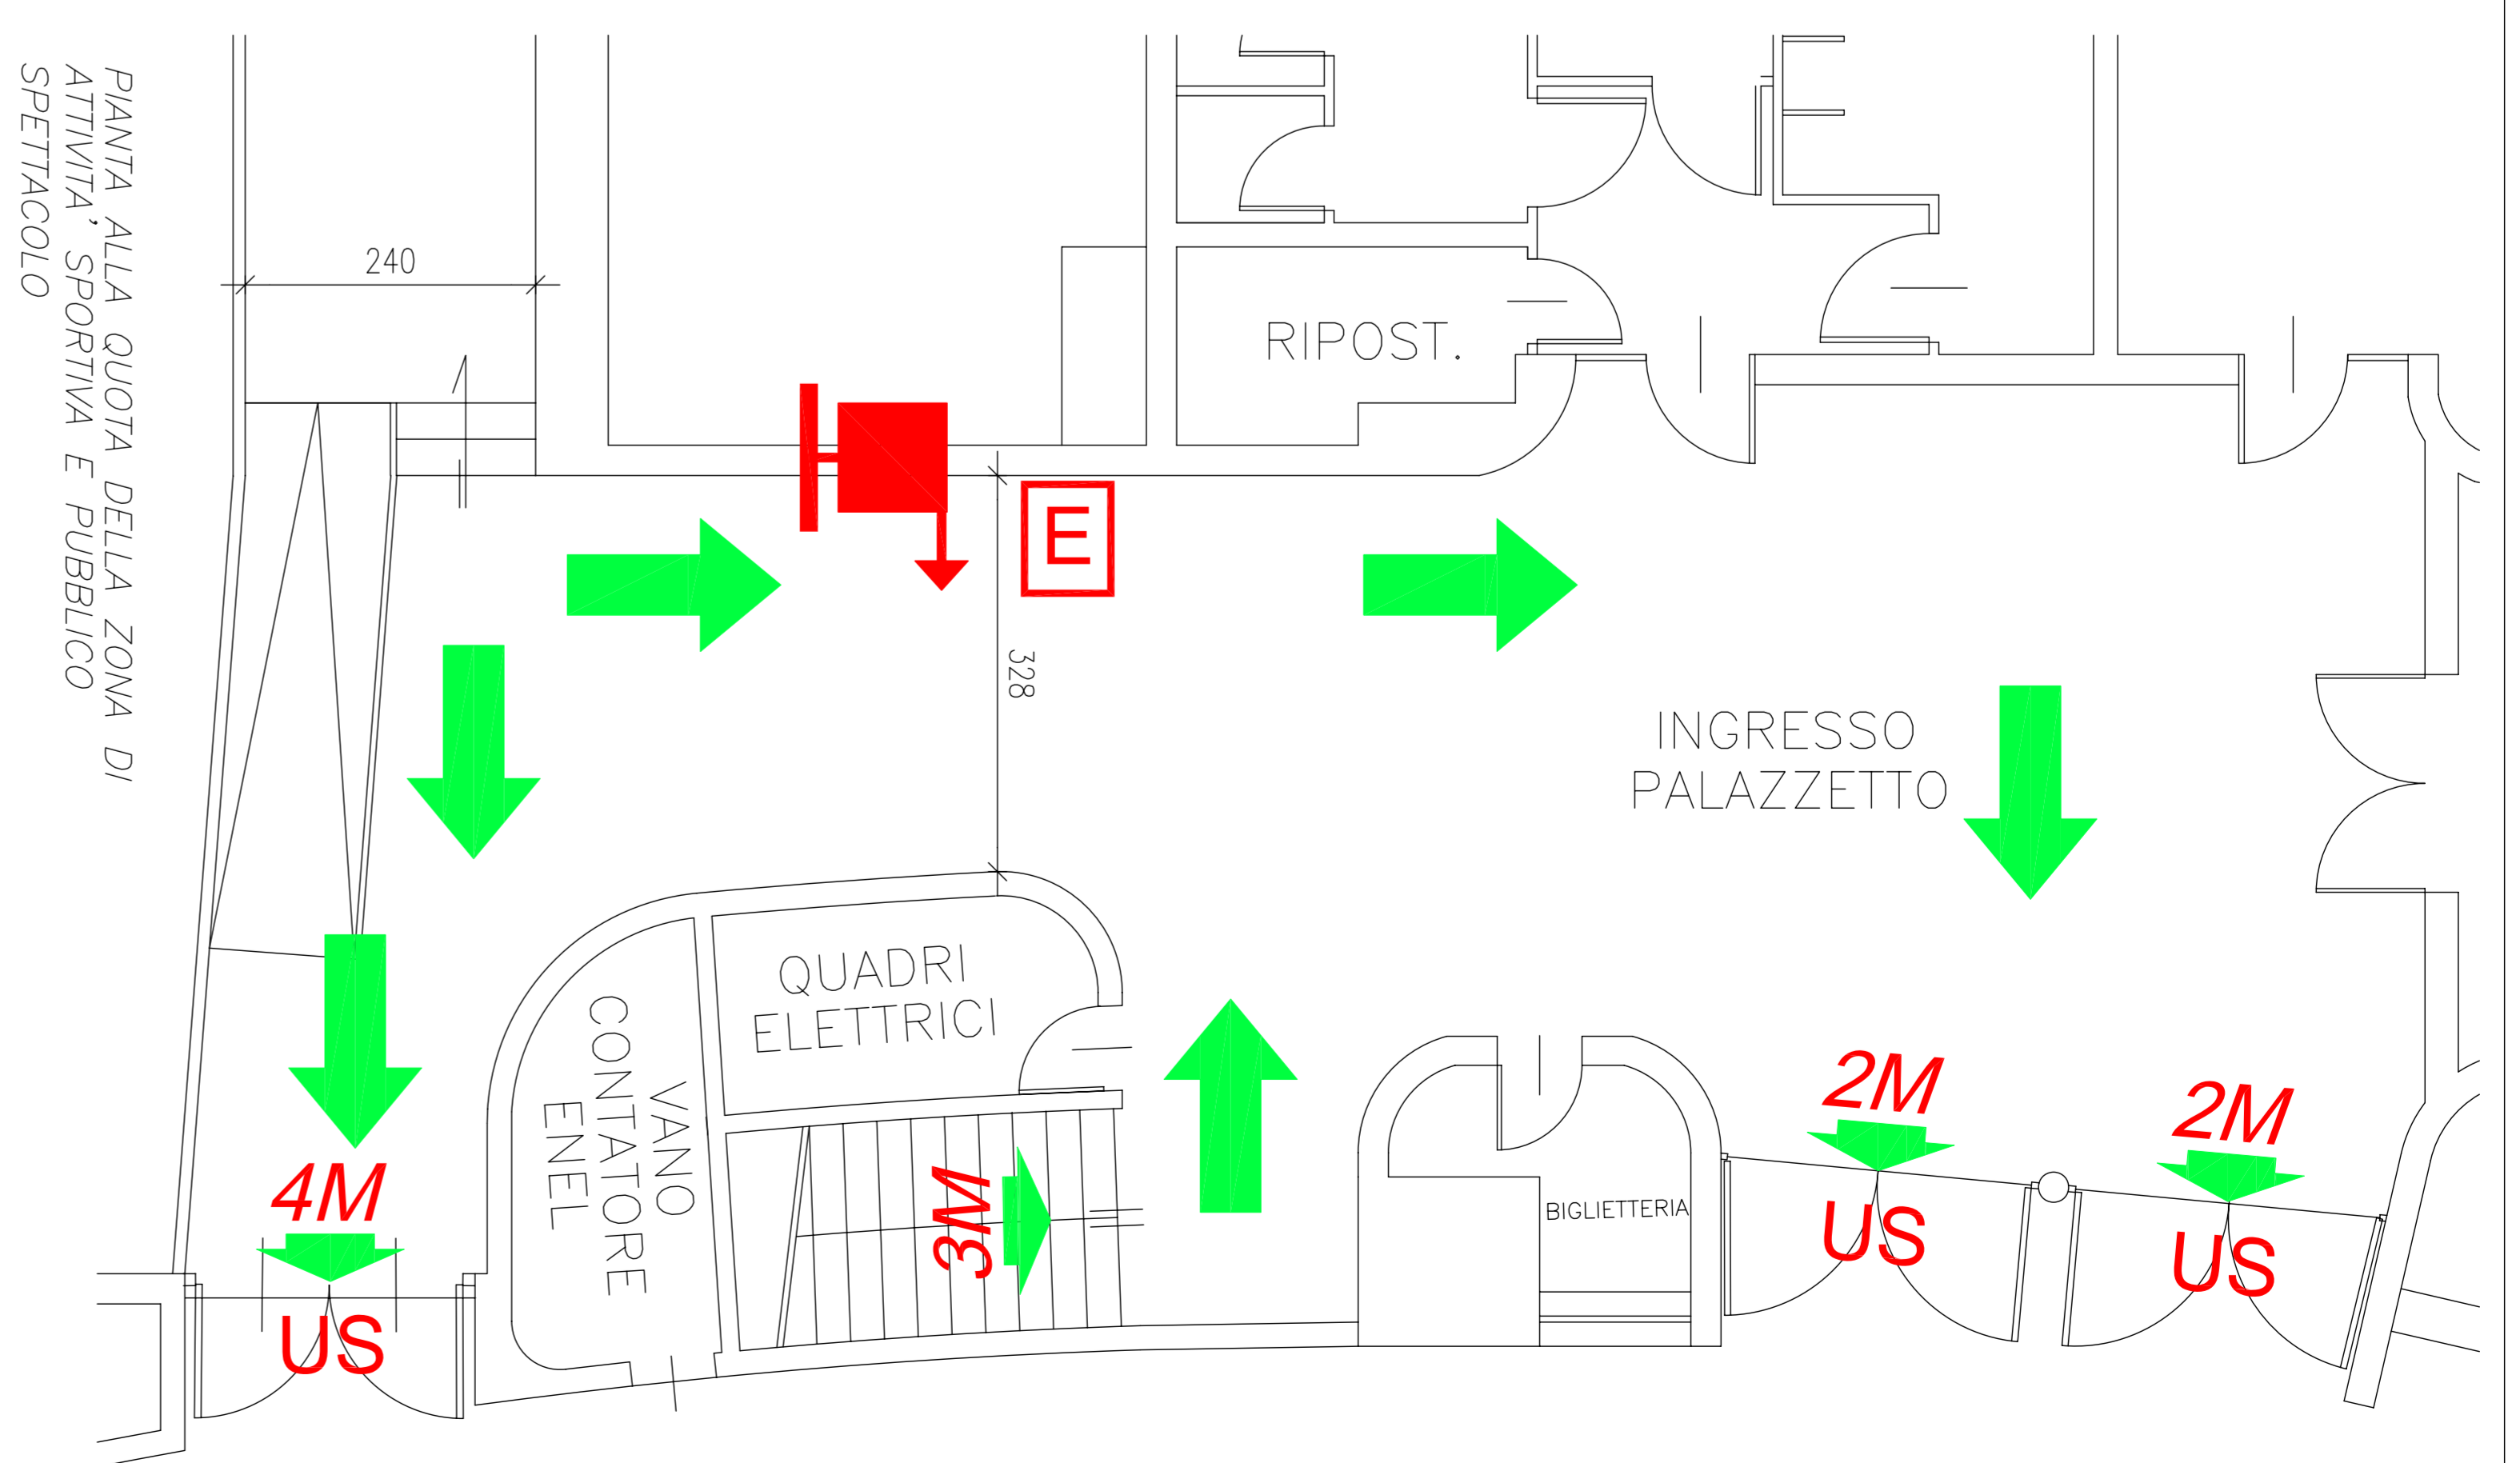 PIANTA ALLA QUOTA DELLA ZONA DI
ATTIVITA' SPORTIVA E PUBBLICO
SPETTACOLO
240
RIPOST.
E
328
INGRESSO
PALAZZETTO
QUADRI
ELETTRICI
VANO
CONTATORE
ENEL
3M
4M
US
BIGLIETTERIA
2M
US
2M
US